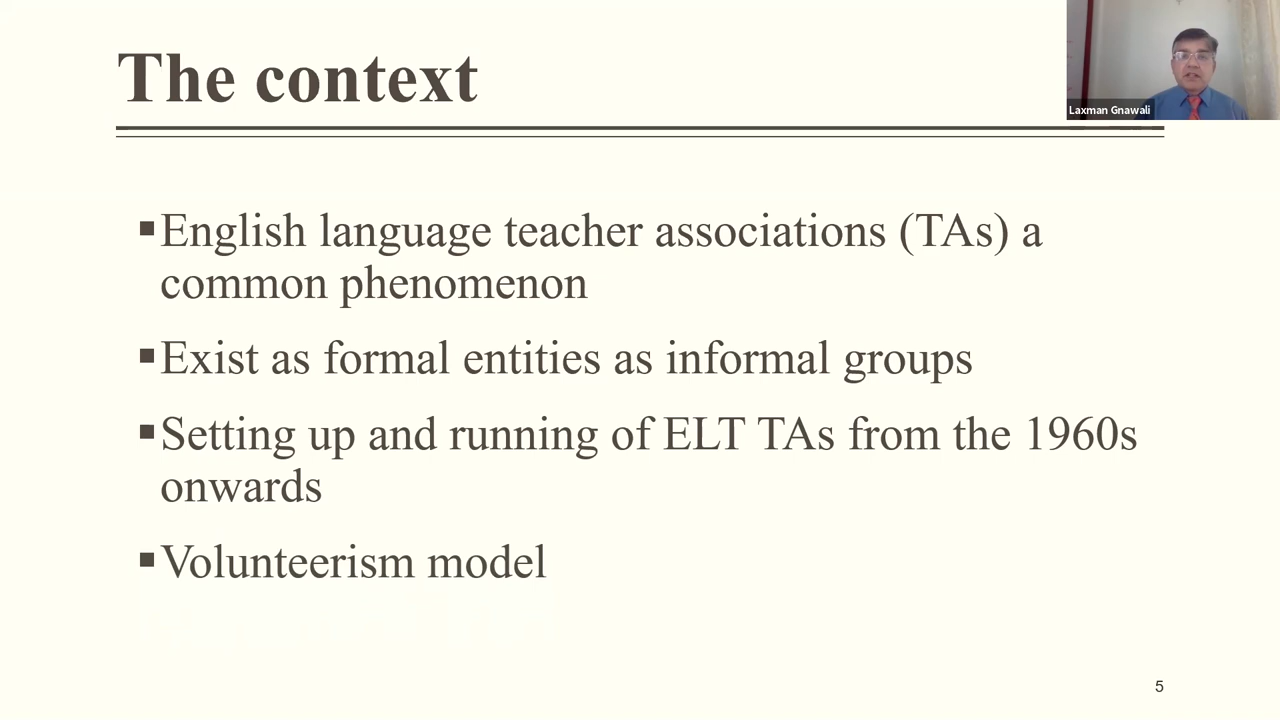 The context
Laxman Gnawali
▪English language teacher associations (TAs) a
common phenomenon
▪Exist as formal entities as informal groups
▪Setting up and running of ELT TAs from the 1960s
onwards
▪Volunteerism model
5